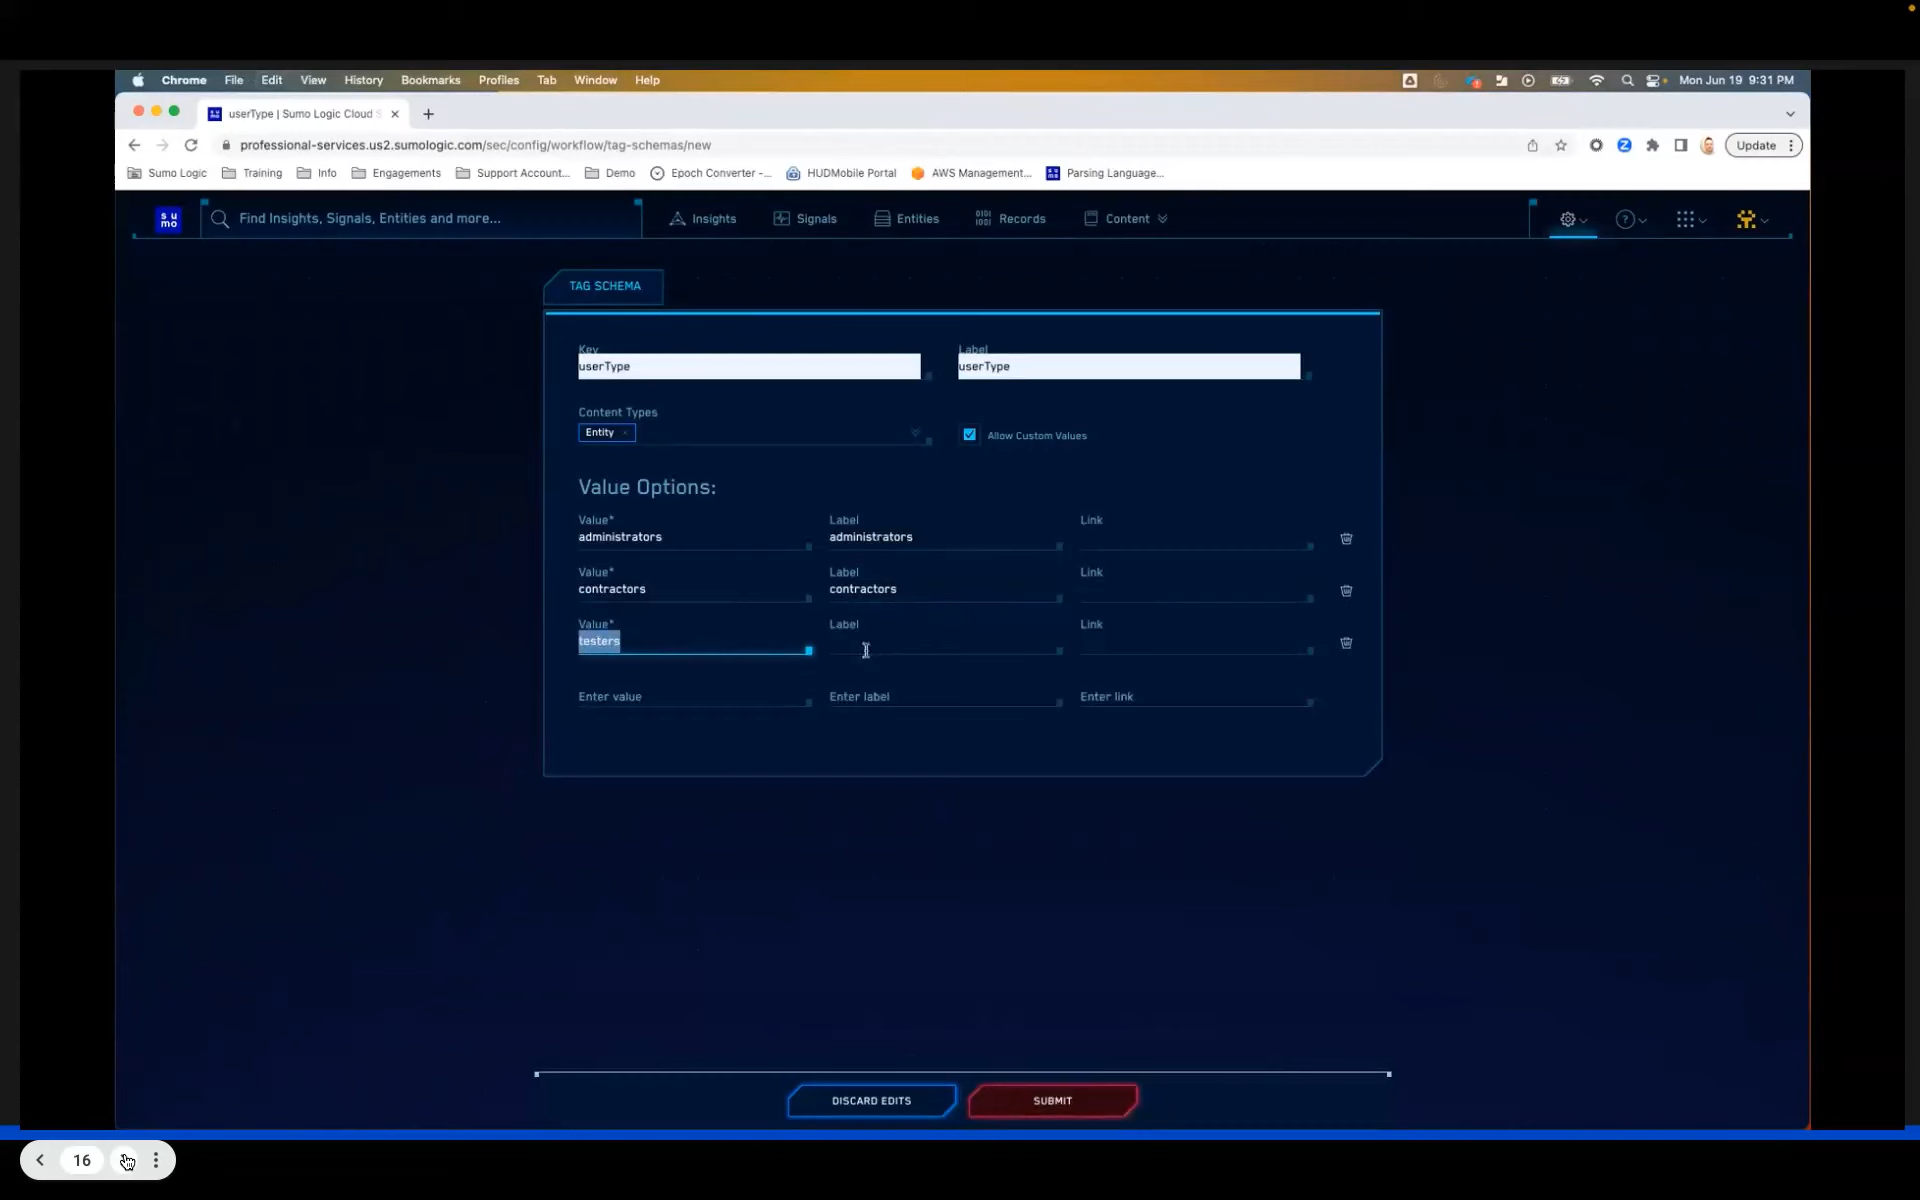 Chrome File Edit View History Bookmarks Profiles Tab Window Help Mon Jun 19 9:31 PM
userType | Sumo Logic Cloud S
professional-services.us2.sumologic.com/sec/config/workflow/tag-schemas/new Update
Sumo Logic Training Info Engagements Support Account... Demo Epoch Converter -... HUDMobile Portal AWS Management... Parsing Language...
su
mo
Find Insights, Signals, Entities and more... Insights Signals Entities Records Content
TAG SCHEMA
Key Label
userType userType
Content Types
Entity Allow Custom Values
Value Options:
Value* Label Link
administrators administrators
Value* Label Link
contractors contractors
Value* Label Link
testers
Enter value Enter label Enter link
DISCARD EDITS SUBMIT
16